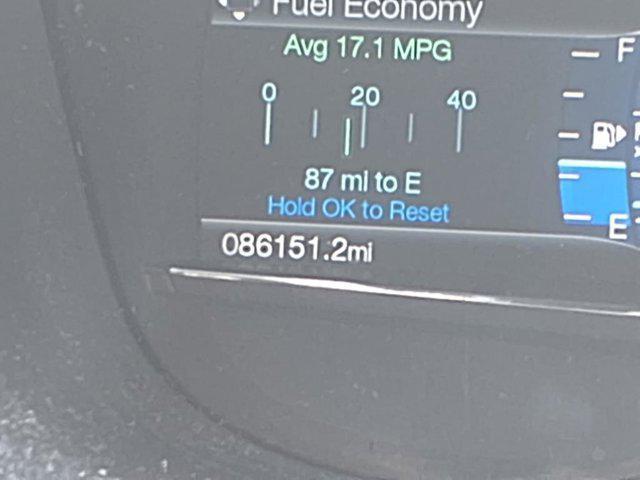 Fuel Economy
Avg 17.1 MPG
F
0 20 40
87 mi to E
Hold OK to Reset
E
086151.2mi